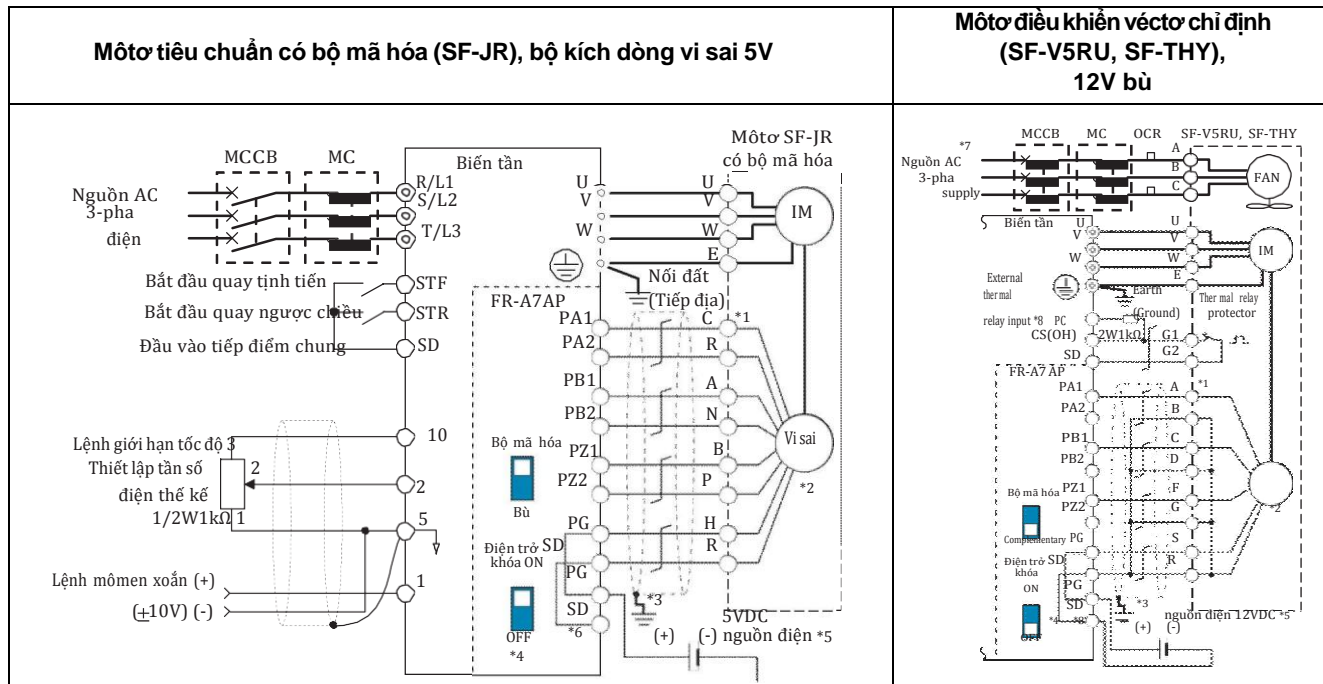 Môtơ tiêu chuẩn có bộ mã hóa (SF-JR), bộ kích dòng vi sai 5V
Môtơ điều khiển véctơ chỉ định
(SF-V5RU, SF-THY),
12V bù
MCCB
MC
Biến tần
Môtơ SF-JR
có bộ mã hóa
Nguồn AC
3-pha
điện
R/L1
S/L2
T/L3
U
V
W
U
V
W
E
IM
Nối đất
(Tiếp địa)
Bắt đầu quay tịnh tiến
STF
Bắt đầu quay ngược chiều
STR
Đầu vào tiếp điểm chung
SD
FR-A7AP
PA1
C
*1
PA2
R
PB1
A
PB2
N
PZ1
B
PZ2
P
PG
H
SD
R
PG
SD
*3
*6
Vi sai
*2
Bộ mã hóa
Bù
Điện trở
khóa ON
OFF
*4
10
Lệnh giới hạn tốc độ 3
Thiết lập tần số
2
điện thế kế
2
1/2W1kΩ 1
5
Lệnh mômen xoắn (+)
1
(±10V) (-)
5VDC
(+)
(-) nguồn điện *5
MCCB
MC
OCR
SF-V5RU, SF-THY
*7
Nguồn AC
3-pha
supply
A
B
C
FAN
Biến tần
U
V
W
U
V
W
E
IM
External
thermal
relay input *8
PC
Earth
(Ground)
Thermal relay
protector
CS(OH)
2W1kΩ
G1
SD
G2
FR-A7AP
PA1
A
*1
PA2
B
PB1
C
PB2
D
PZ1
F
PZ2
G
PG
S
SD
R
PG
SD
*3
Bộ mã hóa
Complementary
Điện trở
khóa
ON
OFF
*4
nguồn điện 12VDC *5
(+)
(-)